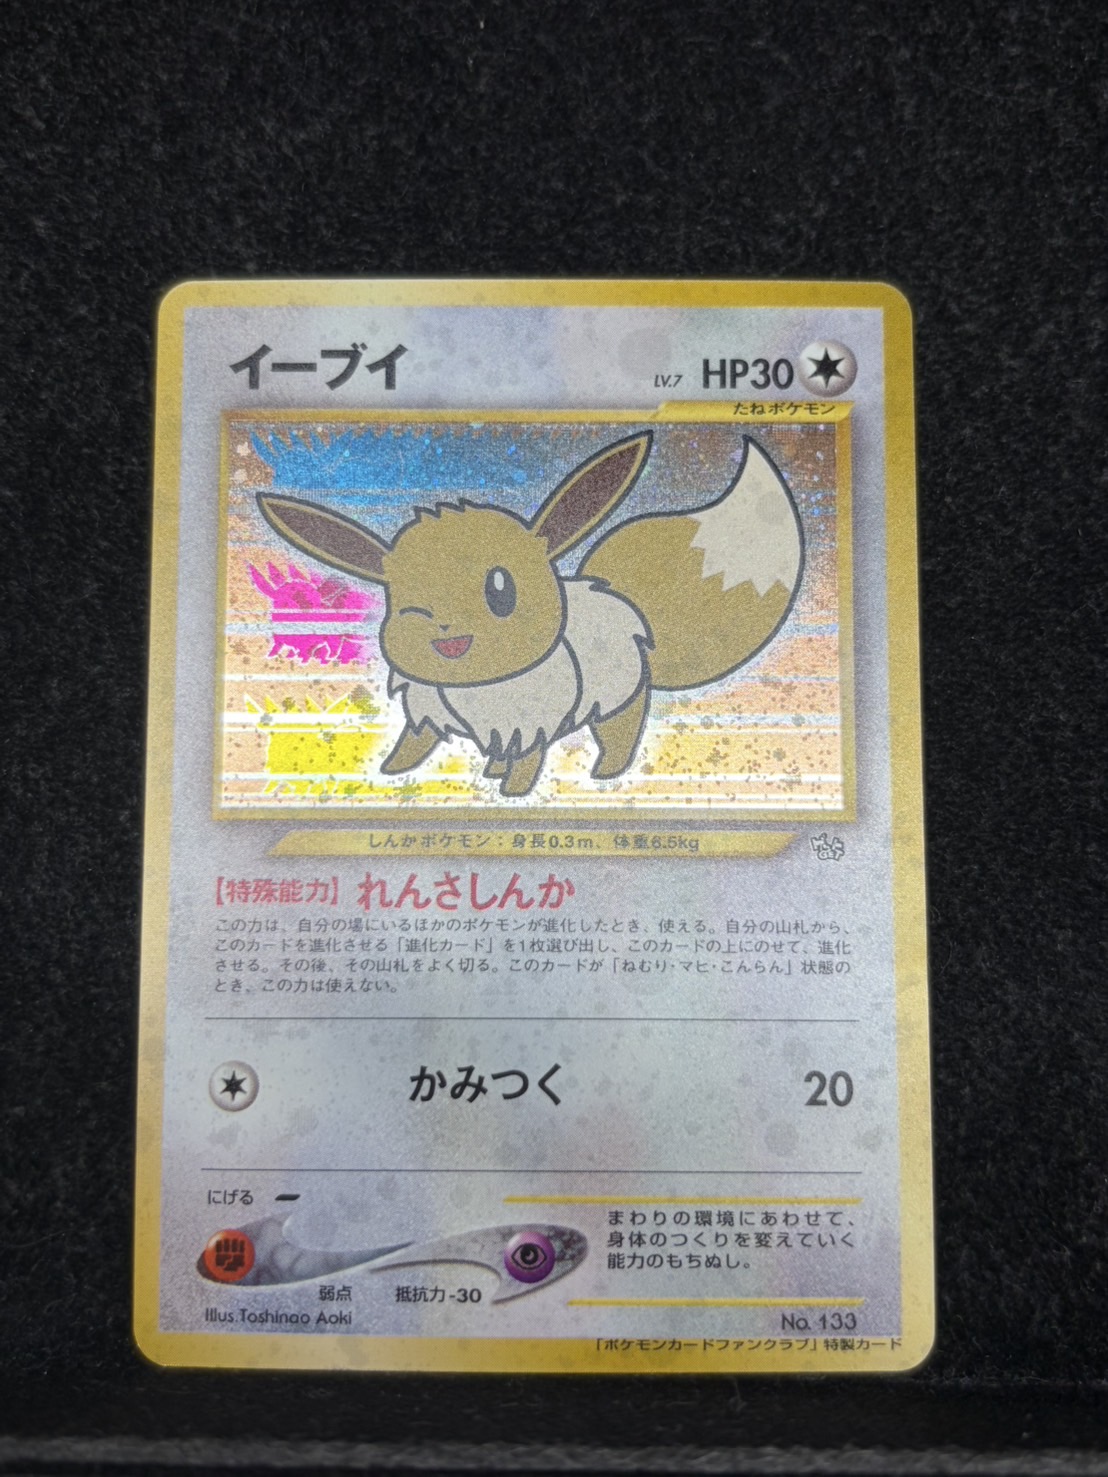 イーブイ
LV.7 HP30
たねポケモン
しんかポケモン：身長0.3m、体重6.5kg
【特殊能力】れんさしんか
この力は、自分の場にいるほかのポケモンが進化したとき、使える。自分の山札から、
このカードを進化させる「進化カード」を1枚選び出し、このカードの上にのせて、進化
させる。その後、その山札をよく切る。このカードが「ねむり・マヒ・こんらん」状態の
とき、この力は使えない。
かみつく 20
にげる
まわりの環境にあわせて、
身体のつくりを変えていく
能力のもちぬし。
弱点 抵抗力-30
Illus.Toshinao Aoki
No. 133
「ポケモンカードファンクラブ」特製カード